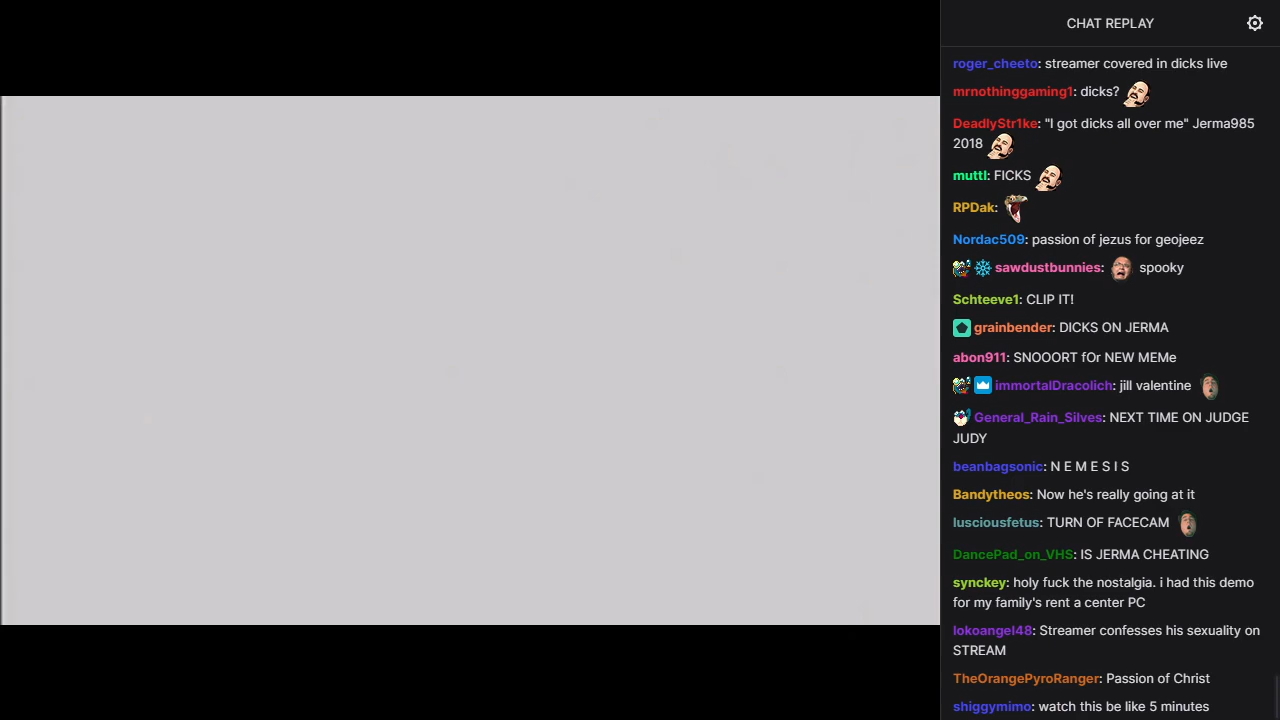 CHAT REPLAY
roger_cheeto: streamer covered in dicks live
mrnothinggaming1: dicks?
DeadlyStr1ke: "I got dicks all over me" Jerma985
2018
muttl: FICKS
RPDak:
Nordac509: passion of jezus for geojeez
sawdustbunnies: spooky
Schteeve1: CLIP IT!
grainbender: DICKS ON JERMA
abon911: SNOOORT fOr NEW MEMe
immortalDracolich: jill valentine
General_Rain_Silves: NEXT TIME ON JUDGE
JUDY
beanbagsonic: N E M E S I S
Bandytheos: Now he's really going at it
lusciousfetus: TURN OF FACECAM
DancePad_on_VHS: IS JERMA CHEATING
synckey: holy fuck the nostalgia. i had this demo
for my family's rent a center PC
lokoangel48: Streamer confesses his sexuality on
STREAM
TheOrangePyroRanger: Passion of Christ
shiggymimo: watch this be like 5 minutes